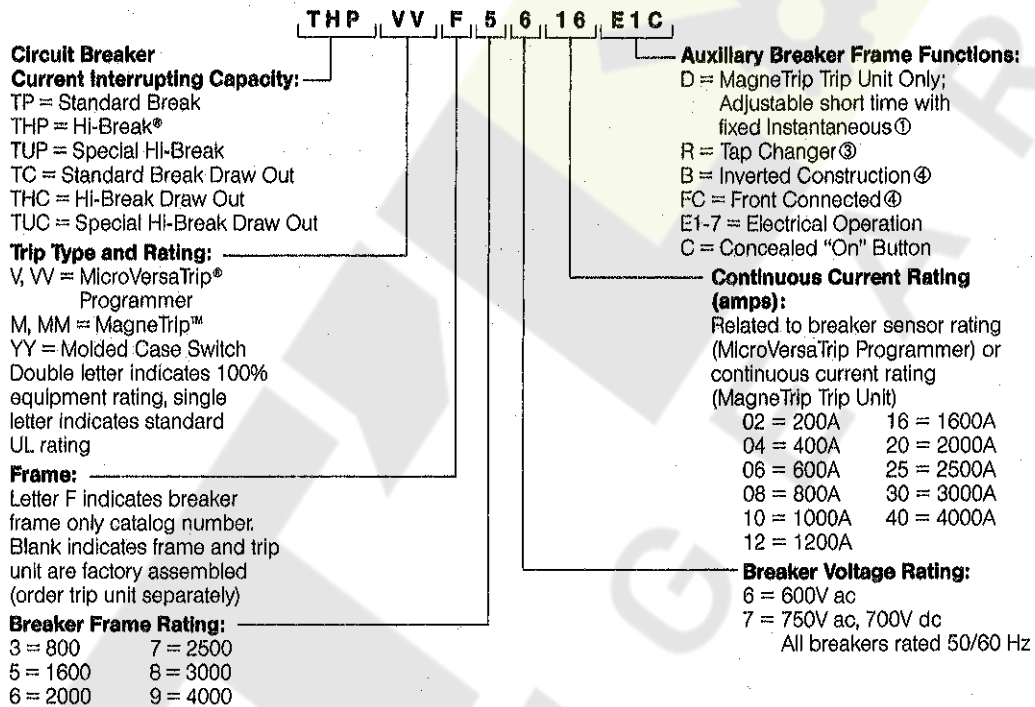 THP VV F 5 6 16 E1C
Circuit Breaker
Current Interrupting Capacity:
TP = Standard Break
THP = Hi-Break®
TUP = Special Hi-Break
TC = Standard Break Draw Out
THC = Hi-Break Draw Out
TUC = Special Hi-Break Draw Out
Trip Type and Rating:
V, VV = MicroVersaTrip®
Programmer
M, MM = MagneTrip™
YY = Molded Case Switch
Double letter indicates 100%
equipment rating, single
letter indicates standard
UL rating
Frame:
Letter F indicates breaker
frame only catalog number.
Blank indicates frame and trip
unit are factory assembled
(order trip unit separately)
Breaker Frame Rating:
3 = 800 7 = 2500
5 = 1600 8 = 3000
6 = 2000 9 = 4000
Auxiliary Breaker Frame Functions:
D = MagneTrip Trip Unit Only;
Adjustable short time with
fixed Instantaneous①
R = Tap Changer③
B = Inverted Construction④
FC = Front Connected④
E1-7 = Electrical Operation
C = Concealed "On" Button
Continuous Current Rating
(amps):
Related to breaker sensor rating
(MicroVersaTrip Programmer) or
continuous current rating
(MagneTrip Trip Unit)
02 = 200A 16 = 1600A
04 = 400A 20 = 2000A
06 = 600A 25 = 2500A
08 = 800A 30 = 3000A
10 = 1000A 40 = 4000A
12 = 1200A
Breaker Voltage Rating:
6 = 600V ac
7 = 750V ac, 700V dc
All breakers rated 50/60 Hz